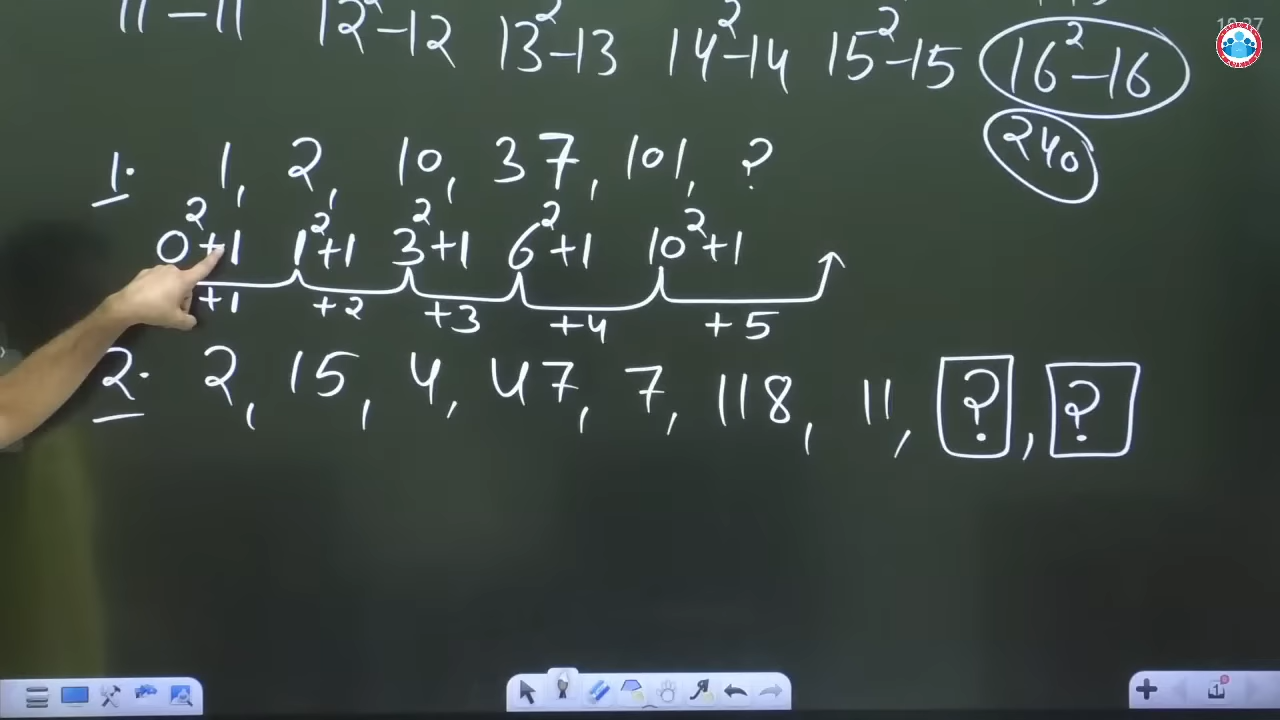 11 - 11 12² - 12 13² - 13 14² - 14 15² - 15 16² - 16
240
1. 1, 2, 10, 37, 101, ?
0² + 1 1² + 1 3² + 1 6² + 1 10² + 1
+1 +2 +3 +4 +5
2. 2, 15, 4, 47, 7, 118, 11, ?, ?